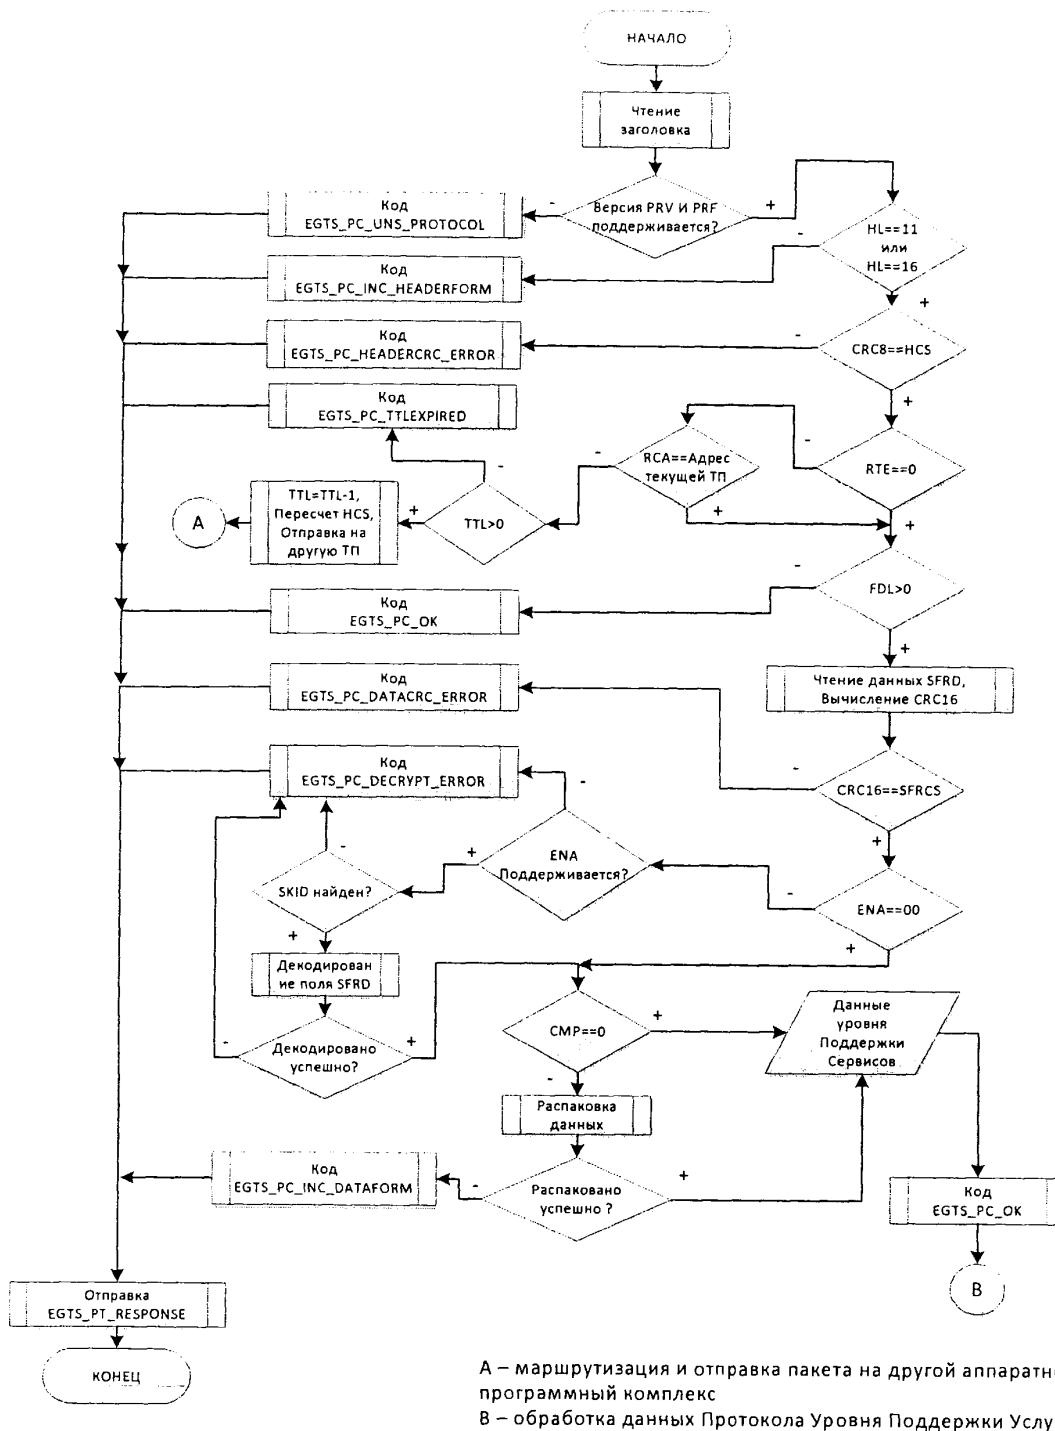 НАЧАЛО
Чтение
заголовка
Версия PRV И PRF
поддерживается?
-
+
Код
EGTS_PC_UNS_PROTOCOL
HL==11
или
HL==16
-
+
Код
EGTS_PC_INC_HEADERFORM
Код
EGTS_PC_HEADERCRC_ERROR
-
CRC8==HCS
+
Код
EGTS_PC_TTLEXPIRED
RCA==Адрес
текущей ТП
-
+
RTE==0
-
+
A
TTL=TTL-1,
Пересчет HCS,
Отправка на
другую ТП
+
TTL>0
-
FDL>0
-
+
Код
EGTS_PC_OK
Чтение данных SFRD,
Вычисление CRC16
Код
EGTS_PC_DATACRC_ERROR
Код
EGTS_PC_DECRYPT_ERROR
-
CRC16==SFRCS
+
-
ENA
Поддерживается?
+
-
SKID найден?
-
+
ENA==00
+
Декодирован
ие поля SFRD
Декодировано
успешно?
-
+
CMP==0
+
-
Данные
уровня
Поддержки
Сервисов
Распаковка
данных
Код
EGTS_PC_INC_DATAFORM
-
Распаковано
успешно ?
+
Код
EGTS_PC_OK
B
Отправка
EGTS_PT_RESPONSE
КОНЕЦ
А – маршрутизация и отправка пакета на другой аппаратн
программный комплекс
В – обработка данных Протокола Уровня Поддержки Услу